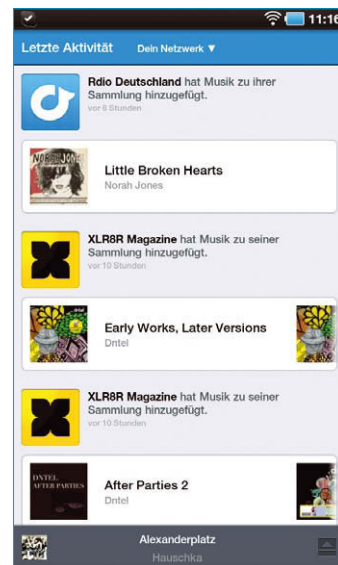 11:16
Letzte Aktivität Dein Netzwerk ▼
Rdio Deutschland hat Musik zu ihrer
Sammlung hinzugefügt.
vor 8 Stunden
NORAH JONES
Little Broken Hearts
Norah Jones
XLR8R Magazine hat Musik zu seiner
Sammlung hinzugefügt.
vor 10 Stunden
Early Works, Later Versions
Dntel
XLR8R Magazine hat Musik zu seiner
Sammlung hinzugefügt.
vor 10 Stunden
DNTEL
AFTER PARTIES
After Parties 2
Dntel
Alexanderplatz
Hauschka